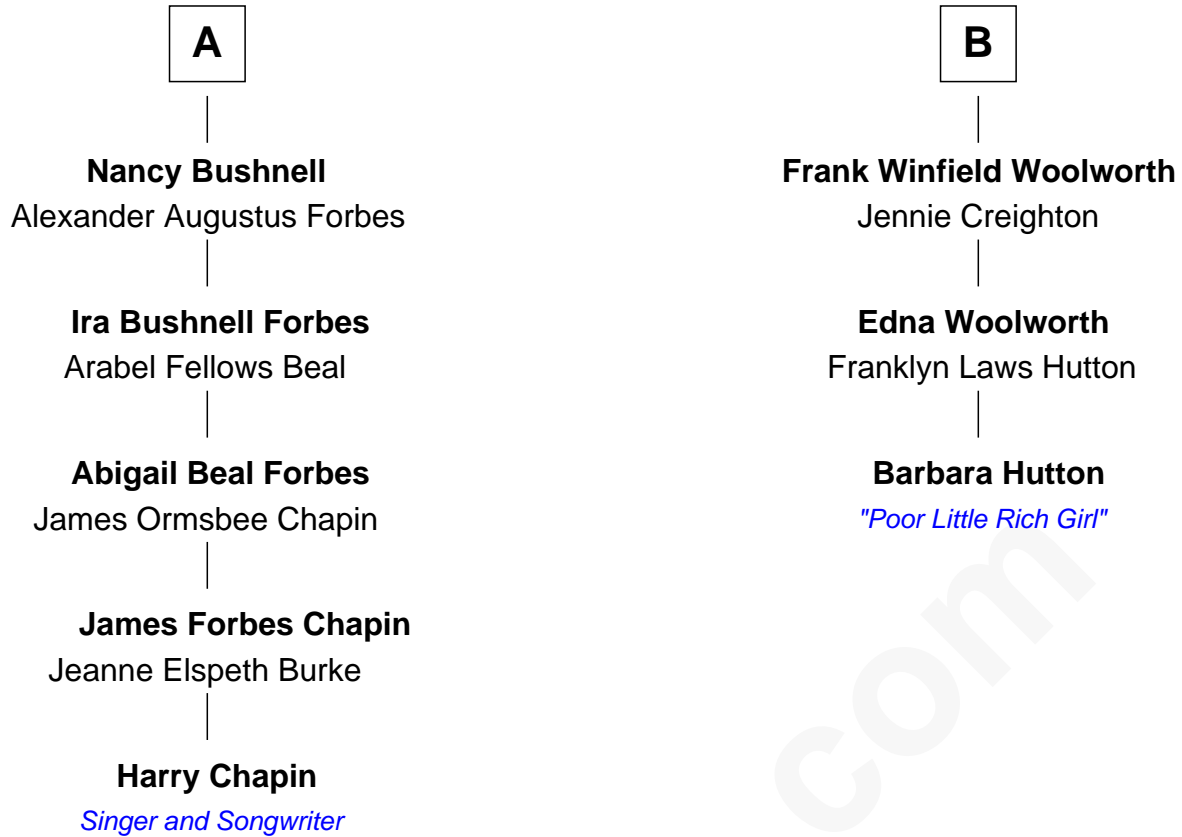 A
Nancy Bushnell
Alexander Augustus Forbes
Ira Bushnell Forbes
Arabel Fellows Beal
Abigail Beal Forbes
James Ormsbee Chapin
James Forbes Chapin
Jeanne Elspeth Burke
Harry Chapin
Singer and Songwriter
B
Frank Winfield Woolworth
Jennie Creighton
Edna Woolworth
Franklyn Laws Hutton
Barbara Hutton
"Poor Little Rich Girl"
com